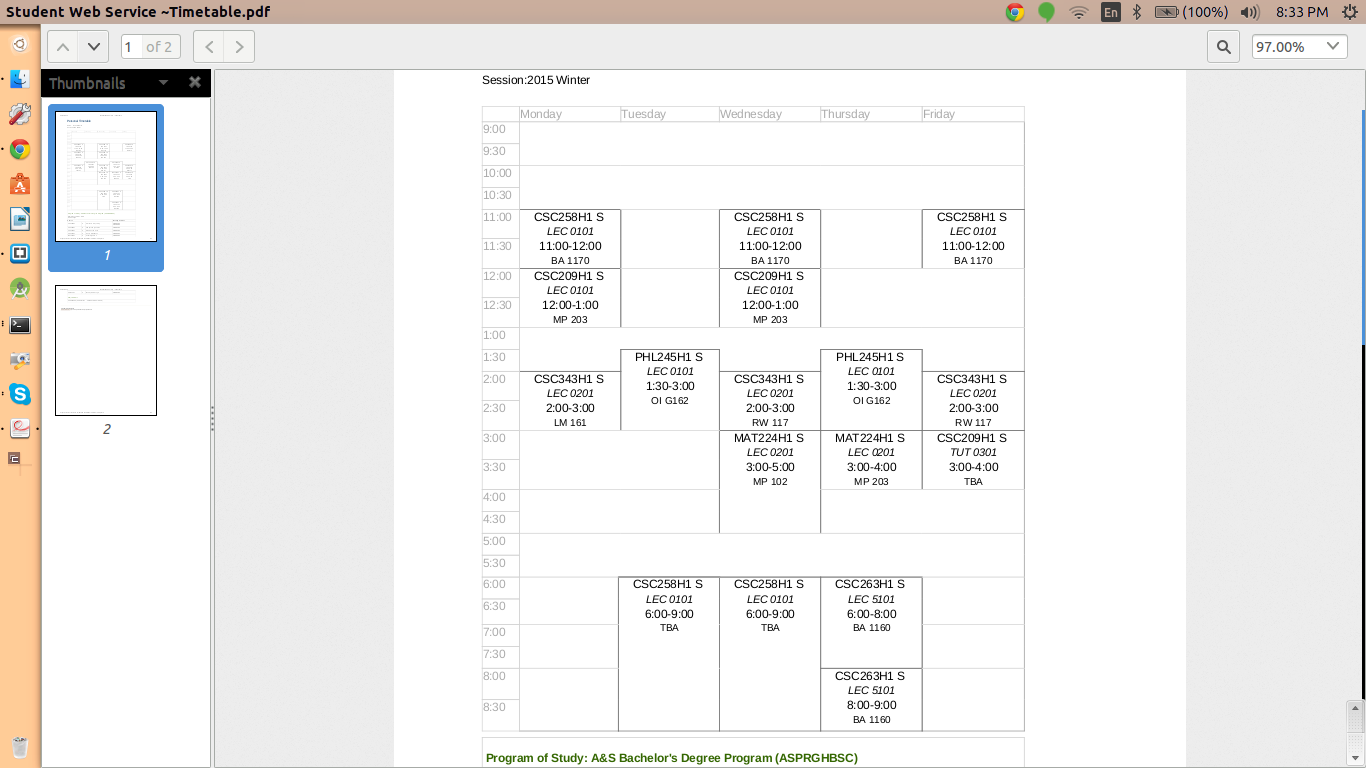 Student Web Service ~Timetable.pdf
En
(100%)
8:33 PM
1 of 2
97.00%
Thumbnails
1
2
Session:2015 Winter
Monday Tuesday Wednesday Thursday Friday
9:00
9:30
10:00
10:30
11:00 CSC258H1 S CSC258H1 S CSC258H1 S
LEC 0101 LEC 0101 LEC 0101
11:30 11:00-12:00 11:00-12:00 11:00-12:00
BA 1170 BA 1170 BA 1170
12:00 CSC209H1 S CSC209H1 S
LEC 0101 LEC 0101
12:30 12:00-1:00 12:00-1:00
MP 203 MP 203
1:00
1:30 PHL245H1 S PHL245H1 S
LEC 0101 LEC 0101
2:00 CSC343H1 S 1:30-3:00 CSC343H1 S 1:30-3:00 CSC343H1 S
LEC 0201 OI G162 LEC 0201 OI G162 LEC 0201
2:30 2:00-3:00 2:00-3:00 2:00-3:00
LM 161 RW 117 RW 117
3:00 MAT224H1 S MAT224H1 S CSC209H1 S
LEC 0201 LEC 0201 TUT 0301
3:30 3:00-5:00 3:00-4:00 3:00-4:00
MP 102 MP 203 TBA
4:00
4:30
5:00
5:30
6:00 CSC258H1 S CSC258H1 S CSC263H1 S
LEC 0101 LEC 0101 LEC 5101
6:30 6:00-9:00 6:00-9:00 6:00-8:00
TBA TBA BA 1160
7:00
7:30
8:00 CSC263H1 S
LEC 5101
8:30 8:00-9:00
BA 1160
Program of Study: A&S Bachelor's Degree Program (ASPRGHBSC)